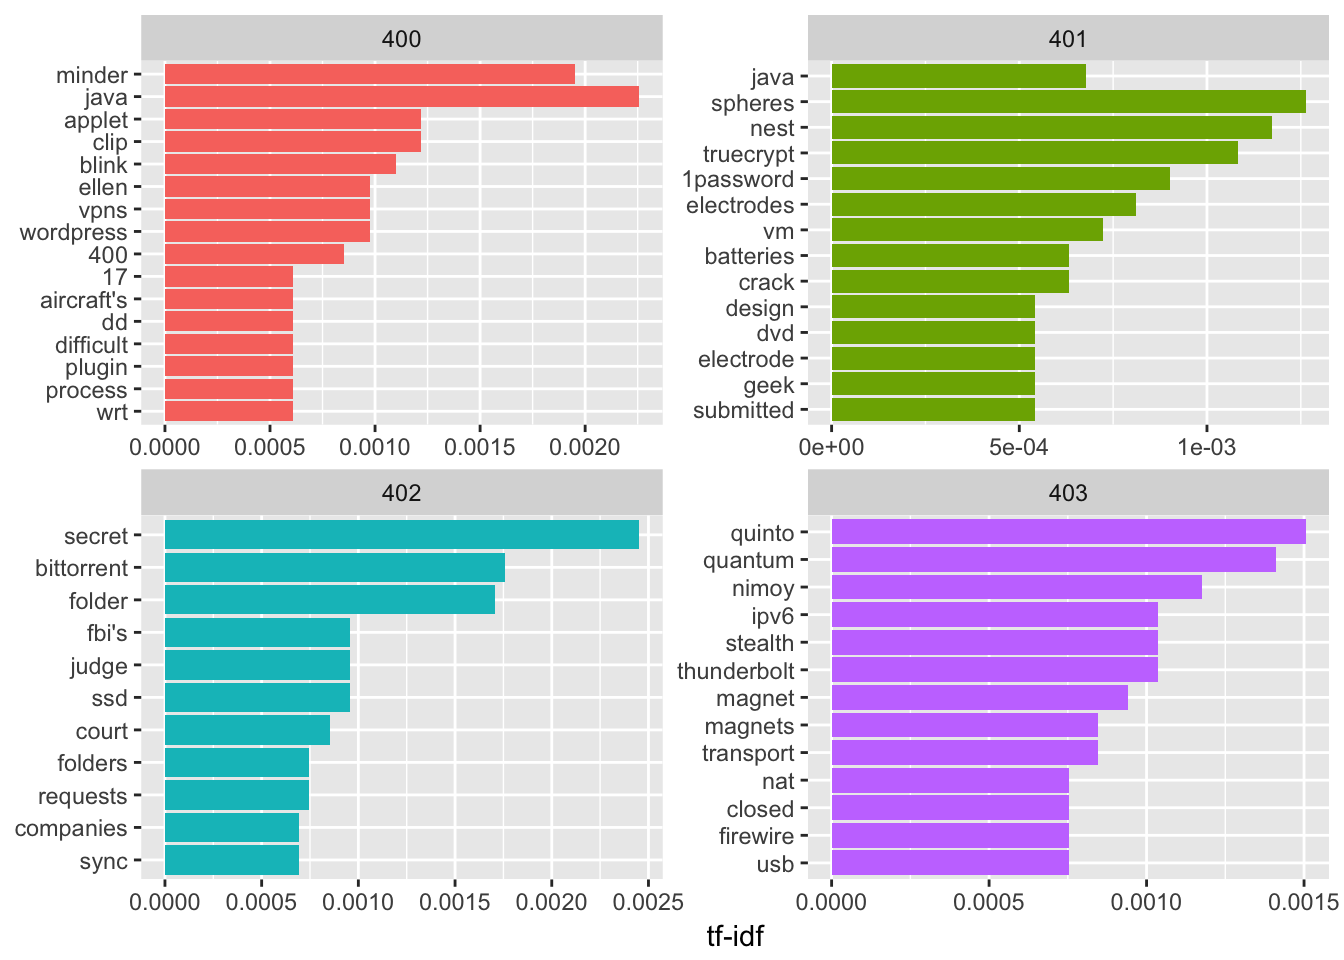 400
minder
java
applet
clip
blink
ellen
vpns
wordpress
400
17
aircraft's
dd
difficult
plugin
process
wrt
0.0000 0.0005 0.0010 0.0015 0.0020
401
java
spheres
nest
truecrypt
1password
electrodes
vm
batteries
crack
design
dvd
electrode
geek
submitted
0e+00 5e-04 1e-03
402
secret
bittorrent
folder
fbi's
judge
ssd
court
folders
requests
companies
sync
0.0000 0.0005 0.0010 0.0015 0.0020 0.0025
403
quinto
quantum
nimoy
ipv6
stealth
thunderbolt
magnet
magnets
transport
nat
closed
firewire
usb
0.0000 0.0005 0.0010 0.0015
tf-idf